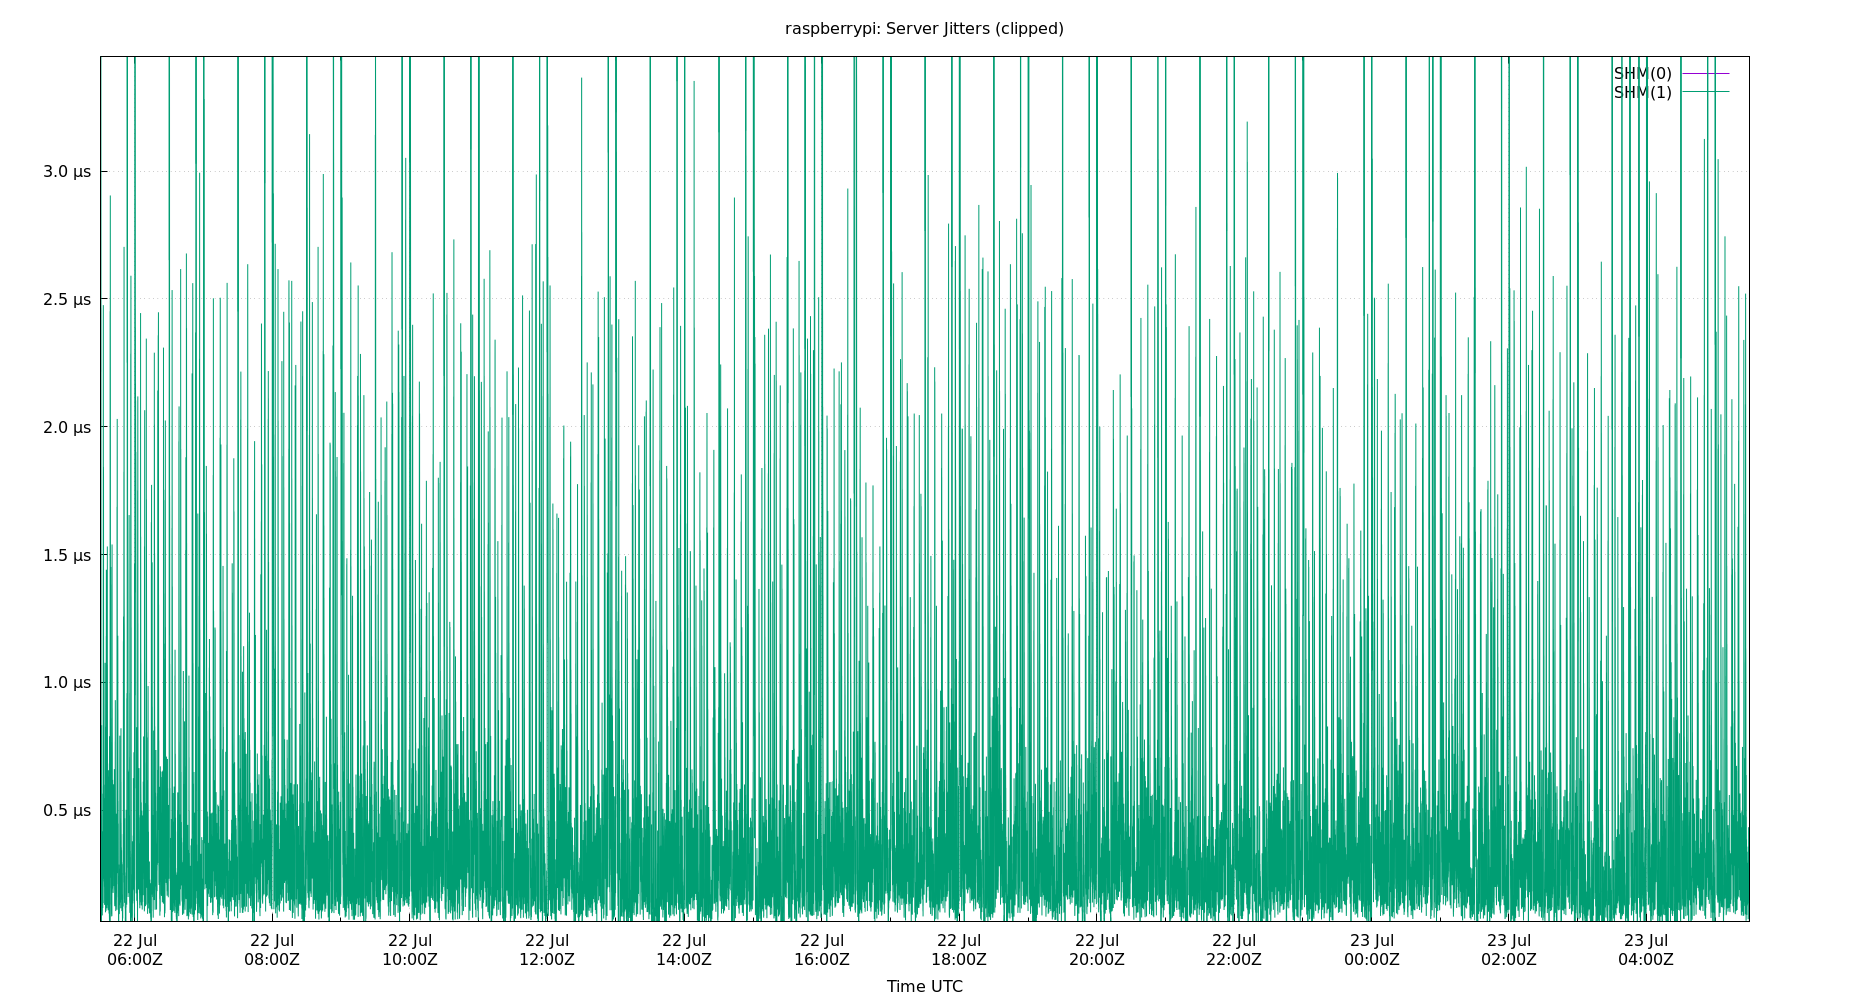 raspberrypi: Server Jitters (clipped)
SHM(0)
SHM(1)
3.0 µs
2.5 µs
2.0 µs
1.5 µs
1.0 µs
0.5 µs
22 Jul 22 Jul 22 Jul 22 Jul 22 Jul 22 Jul 22 Jul 22 Jul 22 Jul 23 Jul 23 Jul 23 Jul
06:00Z 08:00Z 10:00Z 12:00Z 14:00Z 16:00Z 18:00Z 20:00Z 22:00Z 00:00Z 02:00Z 04:00Z
Time UTC